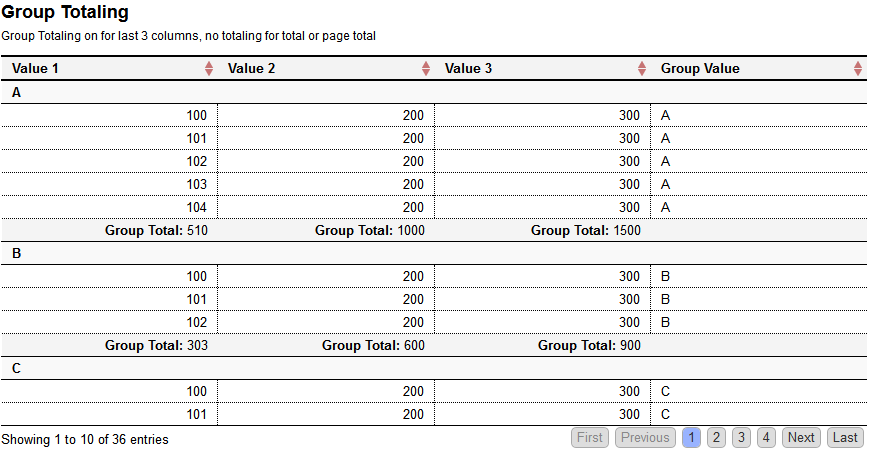 Group Totaling
Group Totaling on for last 3 columns, no totaling for total or page total
Value 1 Value 2 Value 3 Group Value
A
100 200 300 A
101 200 300 A
102 200 300 A
103 200 300 A
104 200 300 A
Group Total: 510 Group Total: 1000 Group Total: 1500
B
100 200 300 B
101 200 300 B
102 200 300 B
Group Total: 303 Group Total: 600 Group Total: 900
C
100 200 300 C
101 200 300 C
Showing 1 to 10 of 36 entries First Previous 1 2 3 4 Next Last